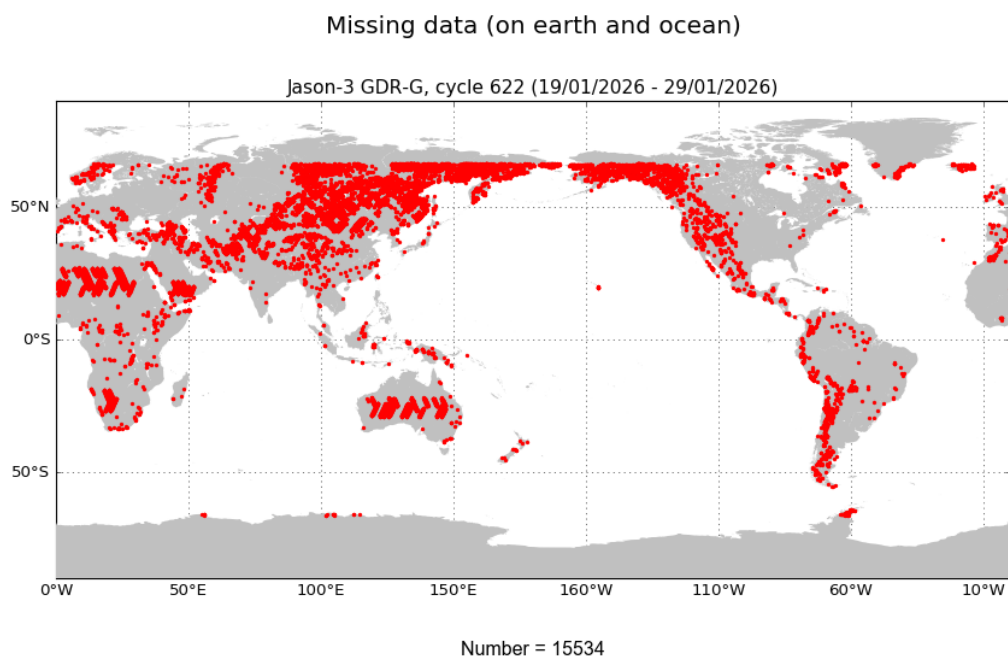 Missing data (on earth and ocean)
Jason-3 GDR-G, cycle 622 (19/01/2026 - 29/01/2026)
50°N
0°S
50°S
0°W 50°E 100°E 150°E 160°W 110°W 60°W 10°W
Number = 15534